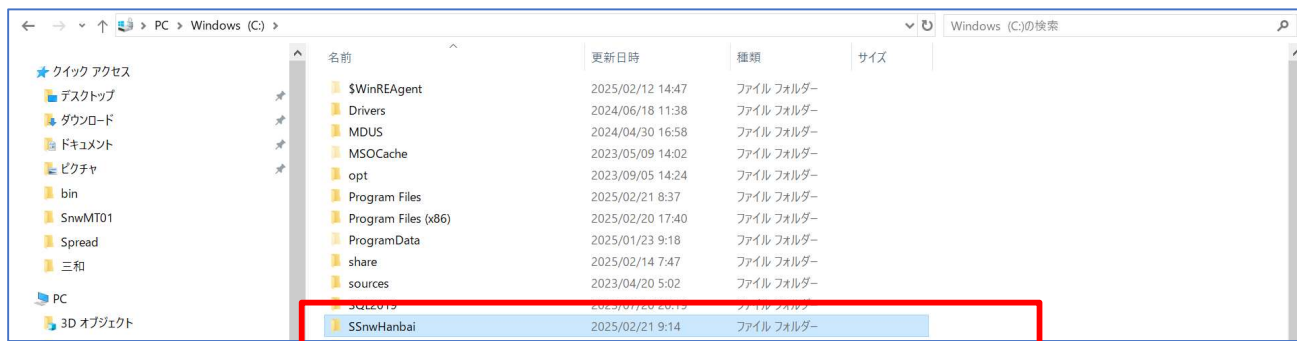 PC > Windows (C:) >
Windows (C:)の検索
名前 更新日時 種類 サイズ
クイック アクセス
デスクトップ
ダウンロード
ドキュメント
ピクチャ
bin
SnwMT01
Spread
三和
PC
3D オブジェクト
$WinREAgent 2025/02/12 14:47 ファイル フォルダー
Drivers 2024/06/18 11:38 ファイル フォルダー
MDUS 2024/04/30 16:58 ファイル フォルダー
MSOCache 2023/05/09 14:02 ファイル フォルダー
opt 2023/09/05 14:24 ファイル フォルダー
Program Files 2025/02/21 8:37 ファイル フォルダー
Program Files (x86) 2025/02/20 17:40 ファイル フォルダー
ProgramData 2025/01/23 9:18 ファイル フォルダー
share 2025/02/14 7:47 ファイル フォルダー
sources 2023/04/20 5:02 ファイル フォルダー
SQL2019 ファイル フォルダー
SSnwHanbai 2025/02/21 9:14 ファイル フォルダー